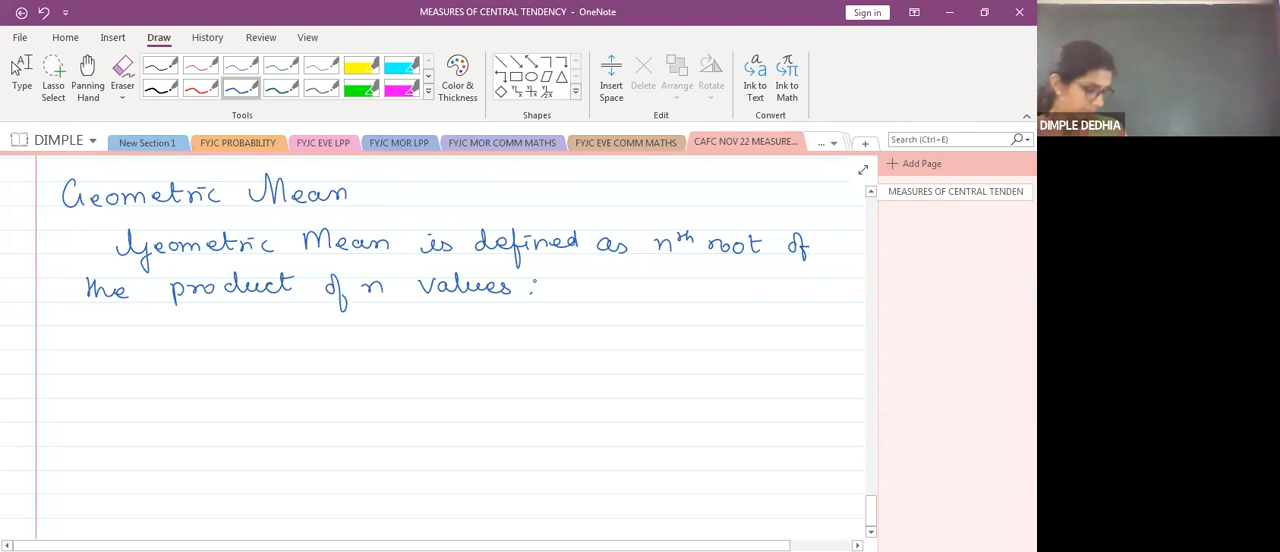 MEASURES OF CENTRAL TENDENCY - OneNote
Sign in
File Home Insert Draw History Review View
Type Lasso Select Panning Hand Eraser Color & Thickness Insert Space Delete Arrange Rotate Ink to Text Ink to Math
Tools Shapes Edit Convert
DIMPLE New Section 1 FYJC PROBABILITY FYJC EVE LPP FYJC MOR LPP FYJC MOR COMM MATHS FYJC EVE COMM MATHS CAFC NOV 22 MEASURE... ... Search (Ctrl+E)
Add Page
MEASURES OF CENTRAL TENDEN
DIMPLE DEDHIA
Geometric Mean
Geometric Mean is defined as nth root of
the product of n values :